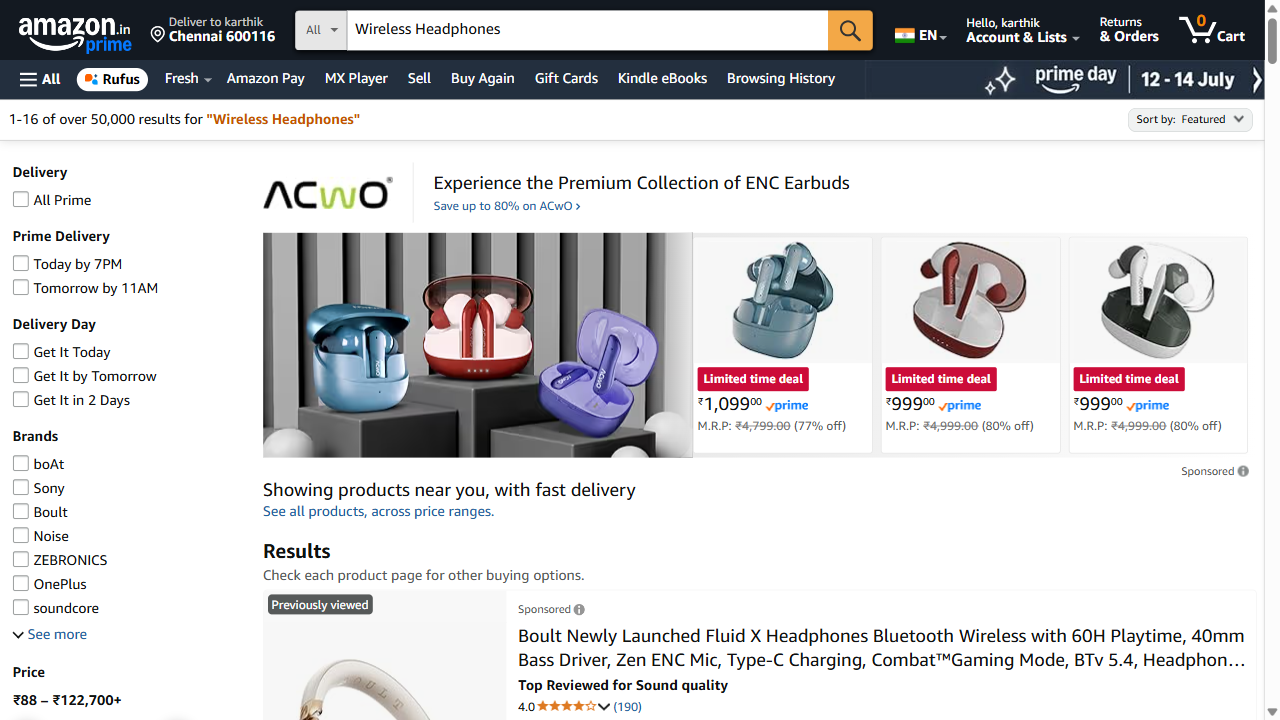 amazon.in
prime
Deliver to karthik
Chennai 600116
All
Wireless Headphones
EN
Hello, karthik
Account & Lists
Returns
& Orders
0
Cart
All
Rufus
Fresh
Amazon Pay
MX Player
Sell
Buy Again
Gift Cards
Kindle eBooks
Browsing History
prime day
12 - 14 July
1-16 of over 50,000 results for "Wireless Headphones"
Sort by: Featured
Delivery
All Prime
Prime Delivery
Today by 7PM
Tomorrow by 11AM
Delivery Day
Get It Today
Get It by Tomorrow
Get It in 2 Days
Brands
boAt
Sony
Boult
Noise
ZEBRONICS
OnePlus
soundcore
See more
Price
₹88 – ₹122,700+
ACWO®
Experience the Premium Collection of ENC Earbuds
Save up to 80% on ACwO ›
Limited time deal
₹1,099⁰⁰ prime
M.R.P: ₹4,799.00 (77% off)
Limited time deal
₹999⁰⁰ prime
M.R.P: ₹4,999.00 (80% off)
Limited time deal
₹999⁰⁰ prime
M.R.P: ₹4,999.00 (80% off)
Sponsored
Showing products near you, with fast delivery
See all products, across price ranges.
Results
Check each product page for other buying options.
Previously viewed
BOULT
Sponsored
Boult Newly Launched Fluid X Headphones Bluetooth Wireless with 60H Playtime, 40mm
Bass Driver, Zen ENC Mic, Type-C Charging, Combat™Gaming Mode, BTv 5.4, Headphon…
Top Reviewed for Sound quality
4.0 (190)